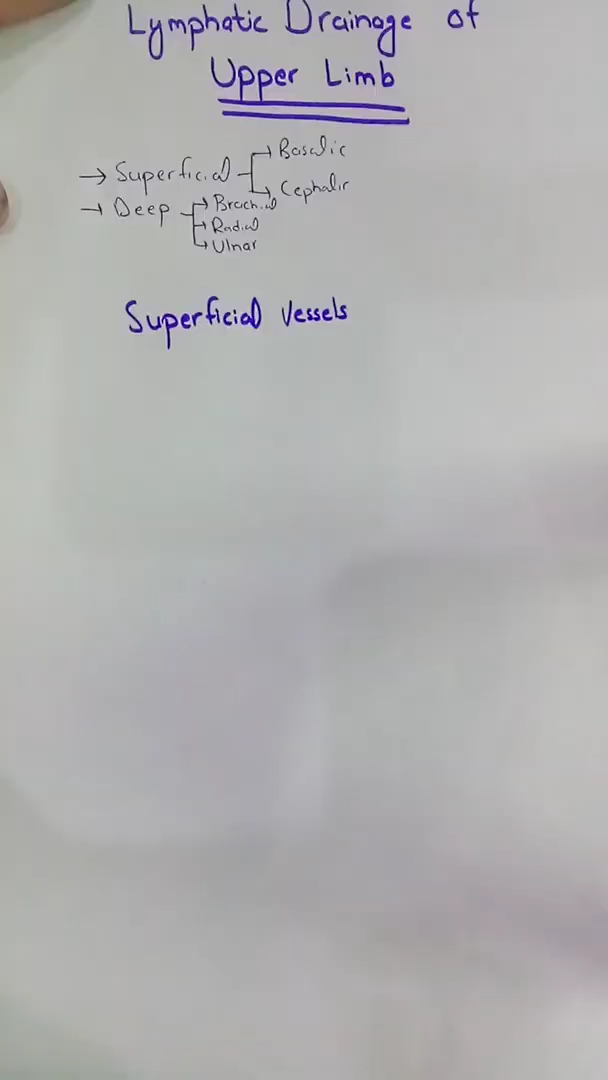 Lymphatic Drainage of
Upper Limb
→ Superficial → Basalic
→ Cephalic
→ Deep → Brachial
→ Radial
→ Ulnar
Superficial Vessels